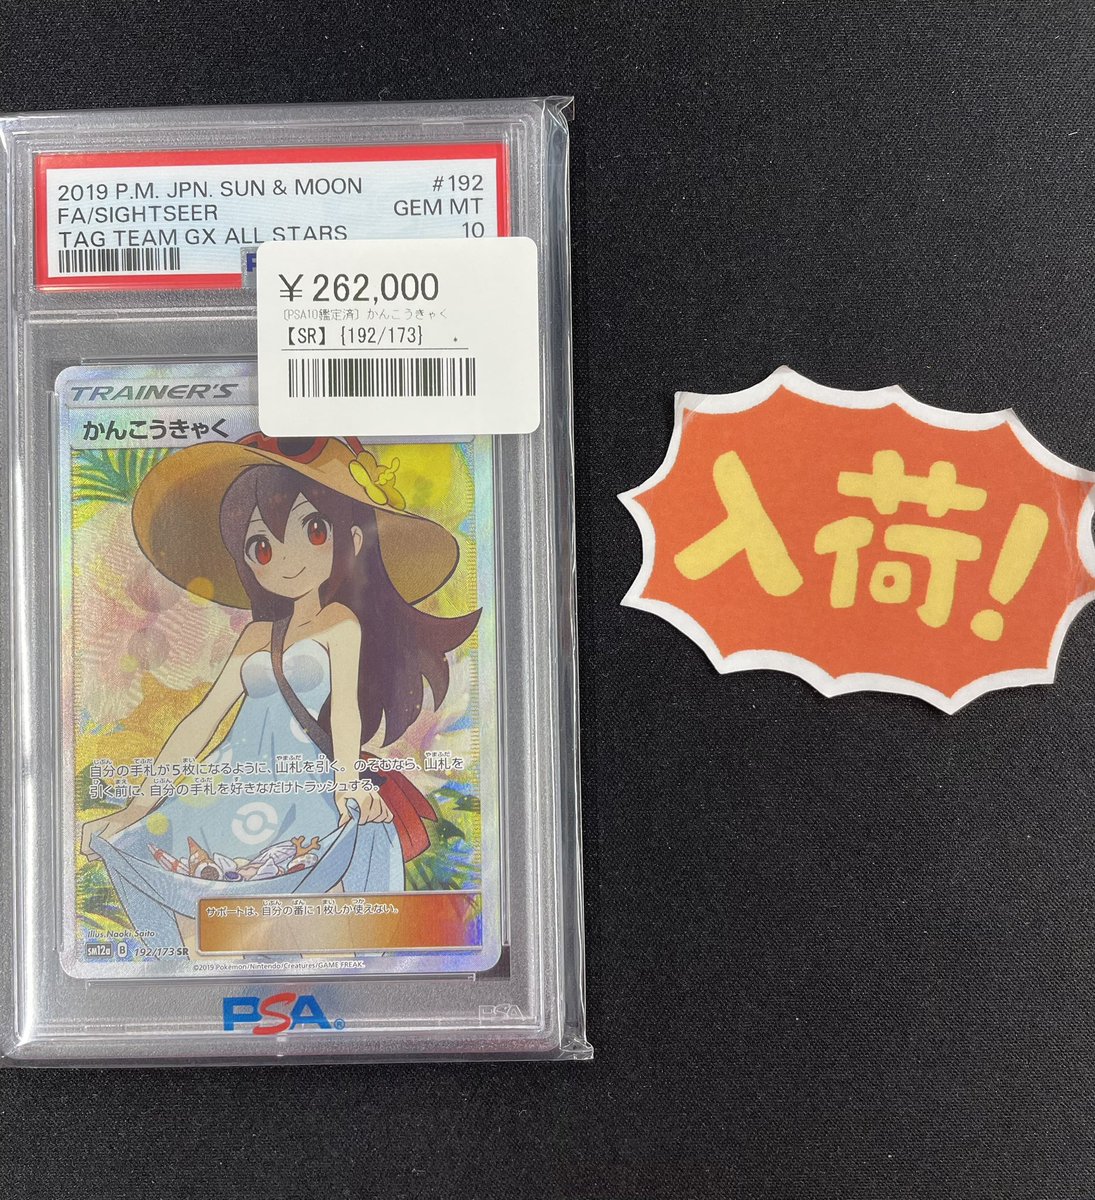 2019 P.M. JPN. SUN & MOON #192
FA/SIGHTSEER GEM MT
TAG TEAM GX ALL STARS 10
¥262,000
〔PSA10鑑定済〕かんこうきゃく
【SR】{192/173}
TRAINER'S
かんこうきゃく
自分の手札が5枚になるように、山札を引く。のぞむなら、山札を
引く前に、自分の手札を好きなだけトラッシュする。
サポートは、自分の番に1枚しか使えない。
Illus. Naoki Saito
sm12a B 192/173 SR
©2019 Pokémon/Nintendo/Creatures/GAME FREAK.
PSA®
PSA
入荷!